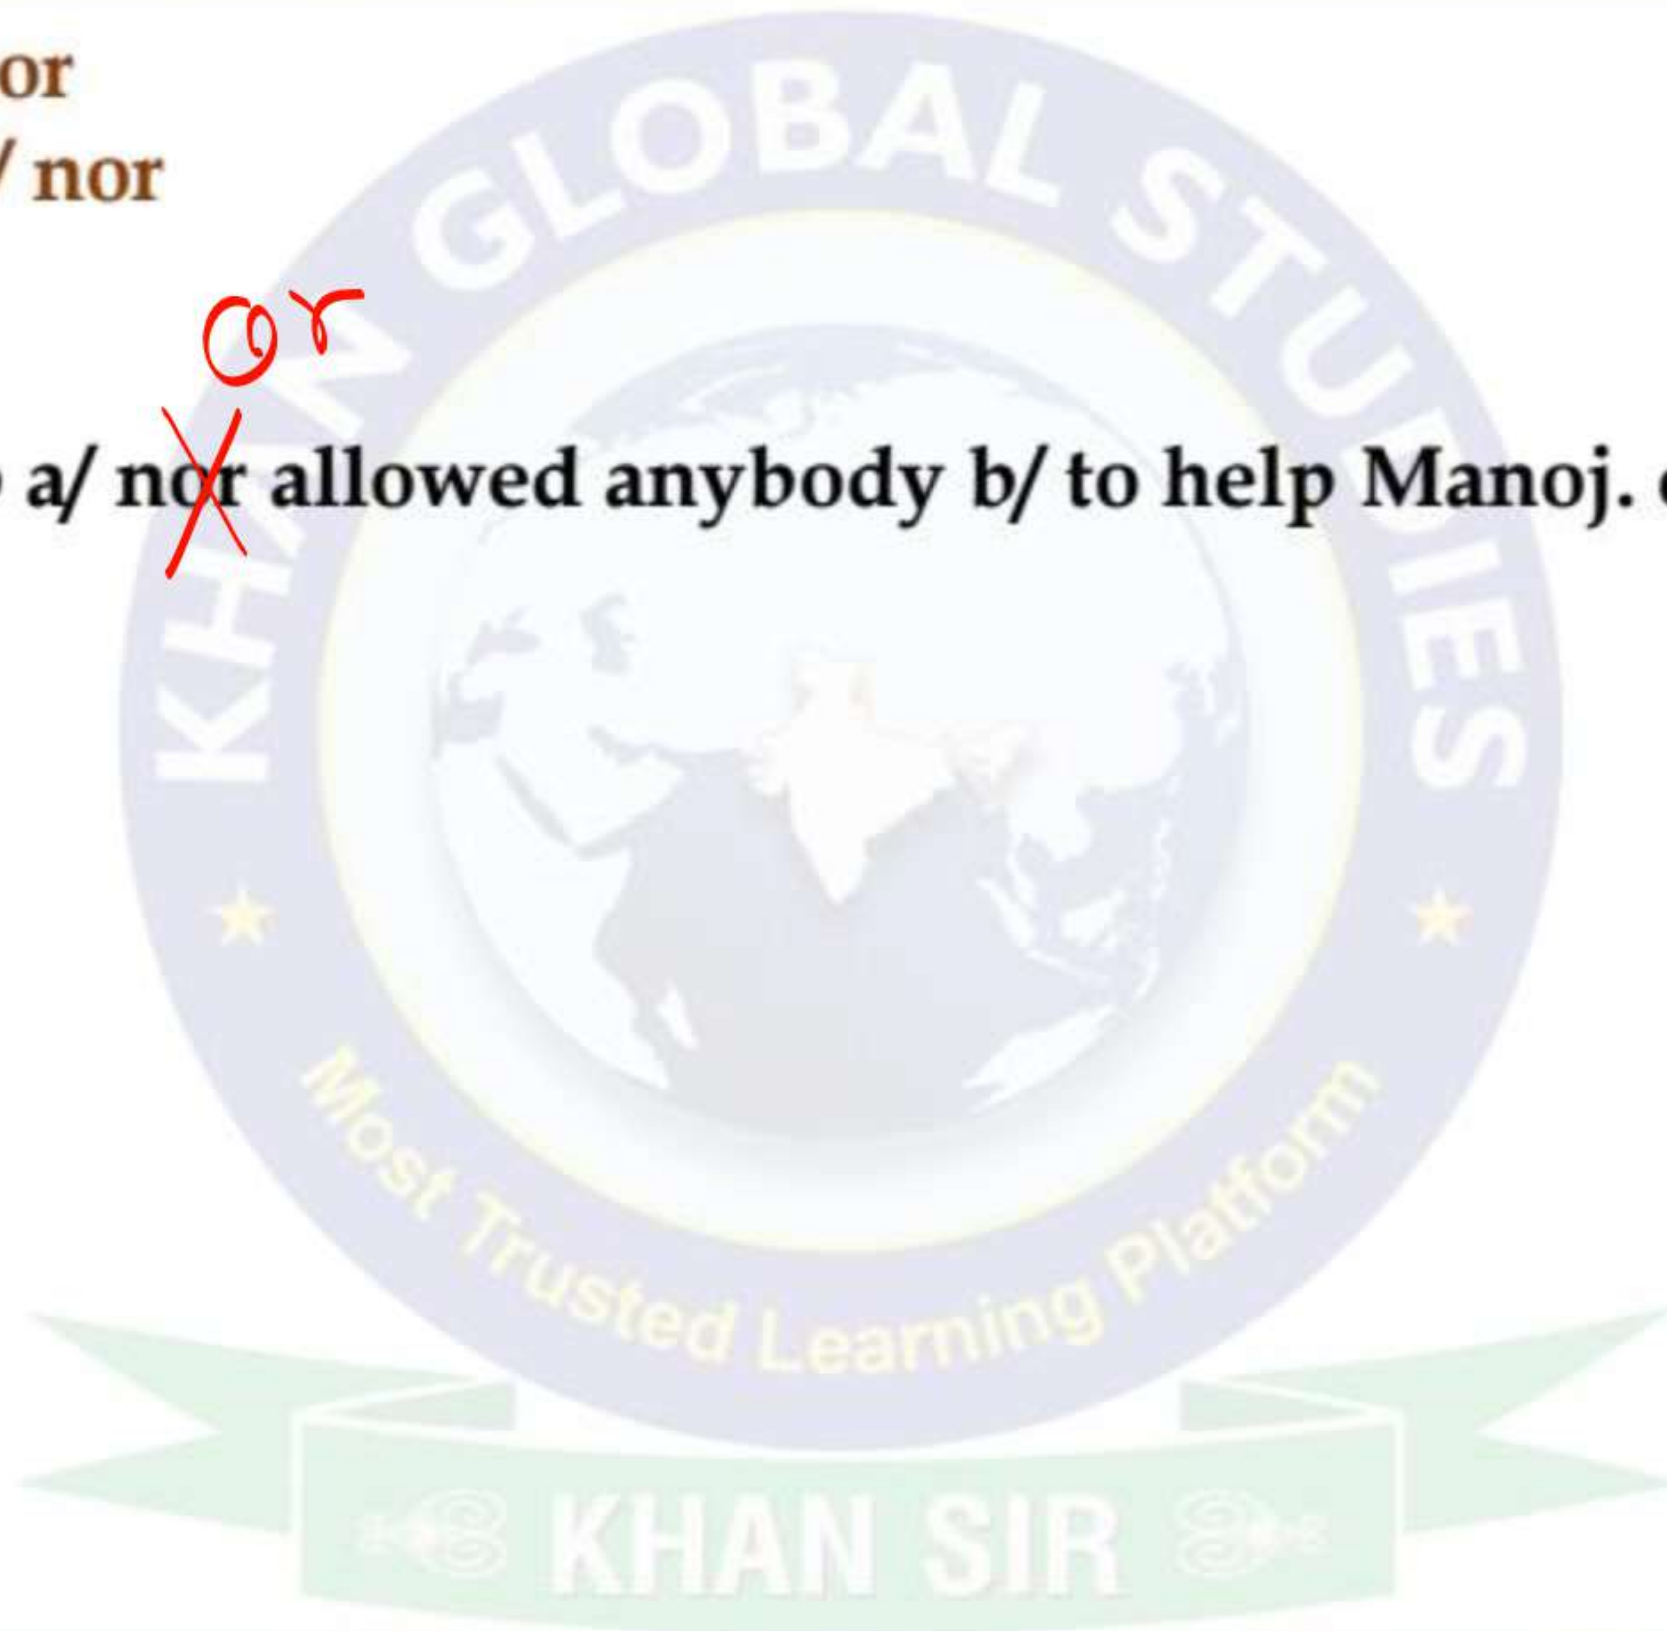 or
/ nor
or
a/ nor allowed anybody b/ to help Manoj.
KHAN GLOBAL STUDIES
Most Trusted Learning Platform
KHAN SIR